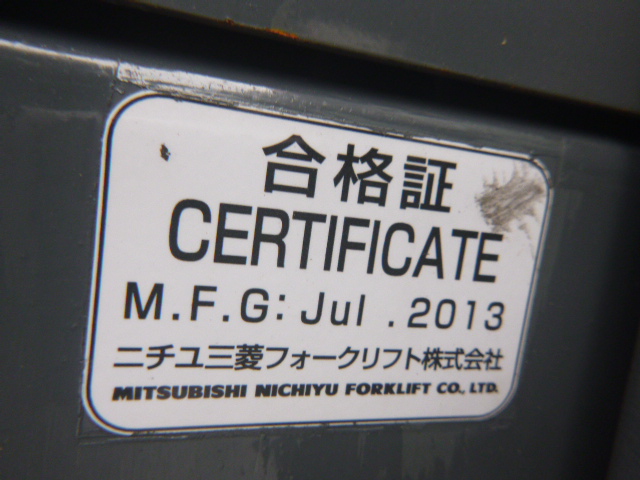 合格証
CERTIFICATE
M.F.G: Jul . 2013
ニチユ三菱フォークリフト株式会社
MITSUBISHI NICHIYU FORKLIFT CO., LTD.